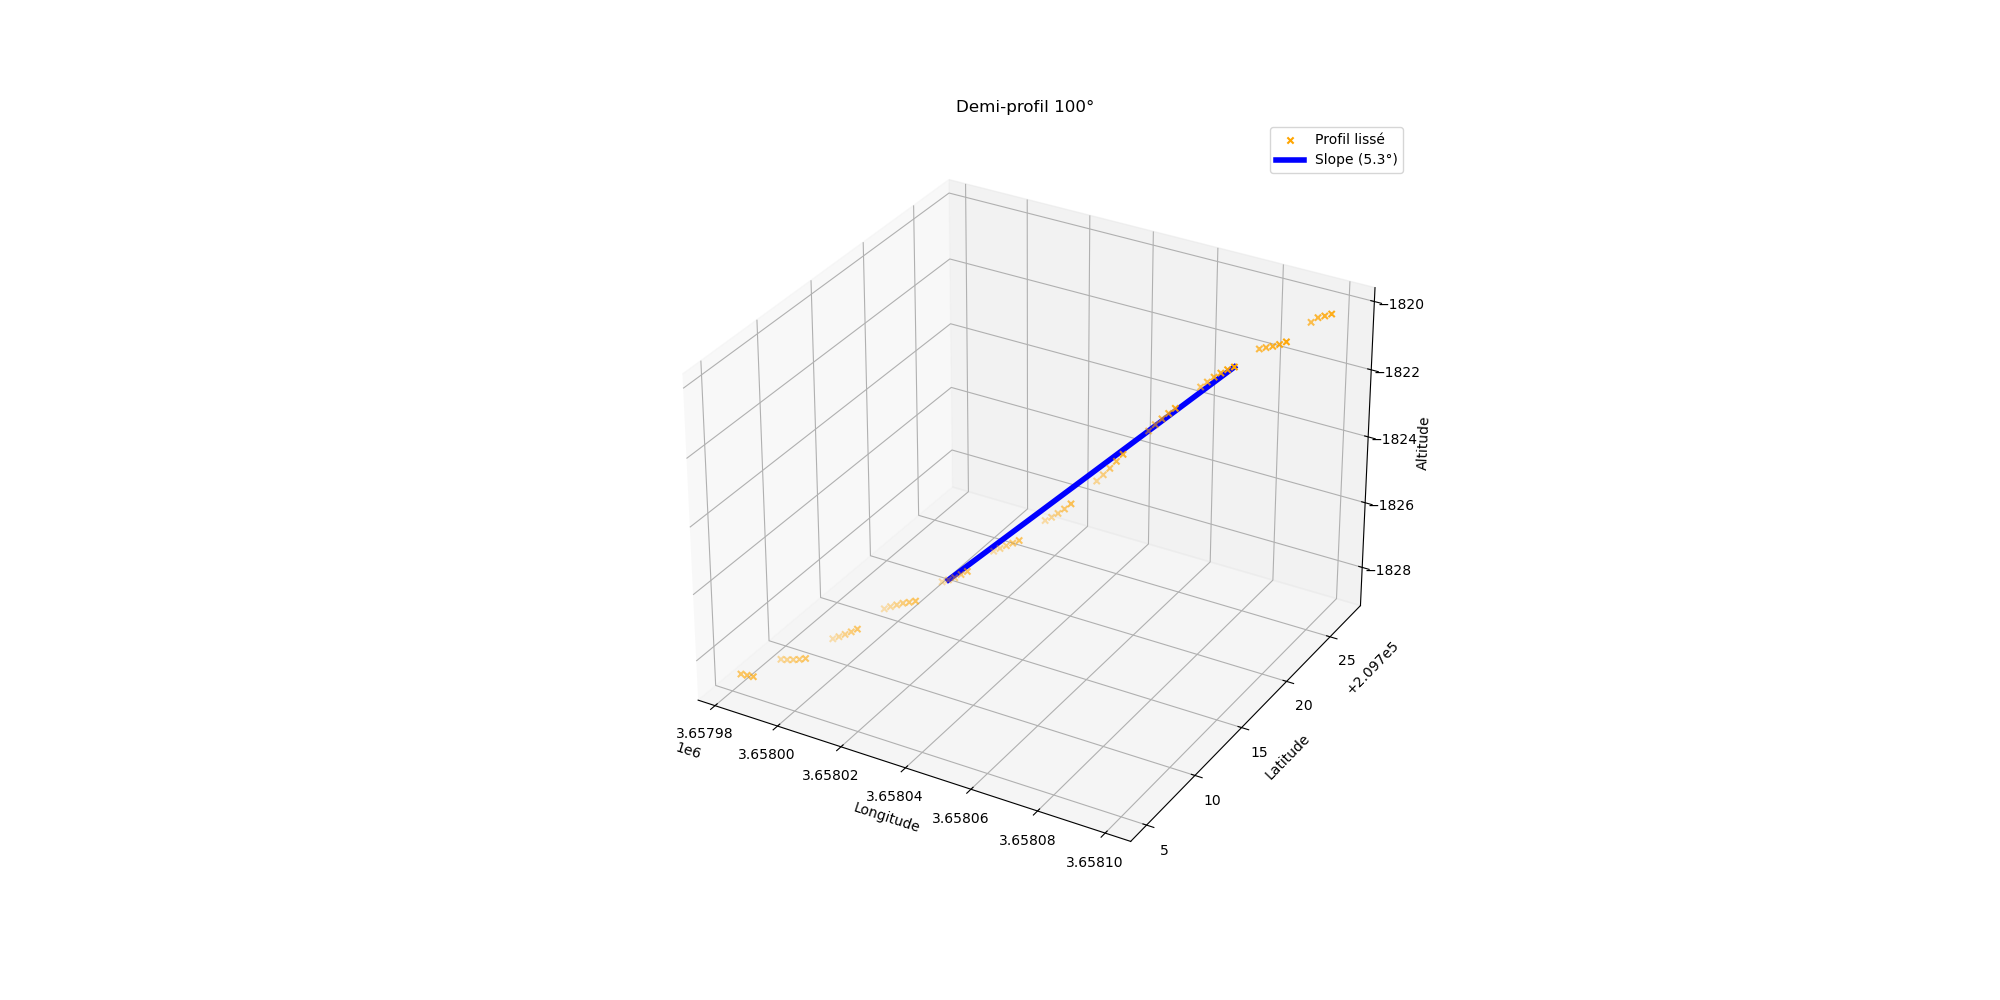 Demi-profil 100°
Profil lissé
Slope (5.3°)
−1820
−1822
−1824
−1826
−1828
Altitude
25
20
15
10
5
+2.097e5
Latitude
3.65798
3.65800
3.65802
3.65804
3.65806
3.65808
3.65810
1e6
Longitude